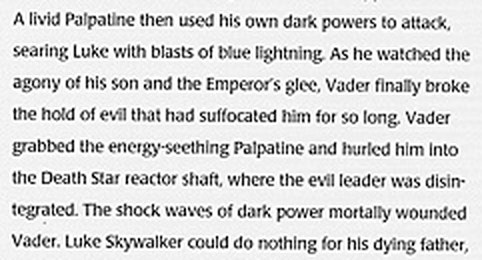 A livid Palpatine then used his own dark powers to attack,
searing Luke with blasts of blue lightning. As he watched the
agony of his son and the Emperor's glee, Vader finally broke
the hold of evil that had suffocated him for so long. Vader
grabbed the energy-seething Palpatine and hurled him into
the Death Star reactor shaft, where the evil leader was disin-
tegrated. The shock waves of dark power mortally wounded
Vader. Luke Skywalker could do nothing for his dying father,